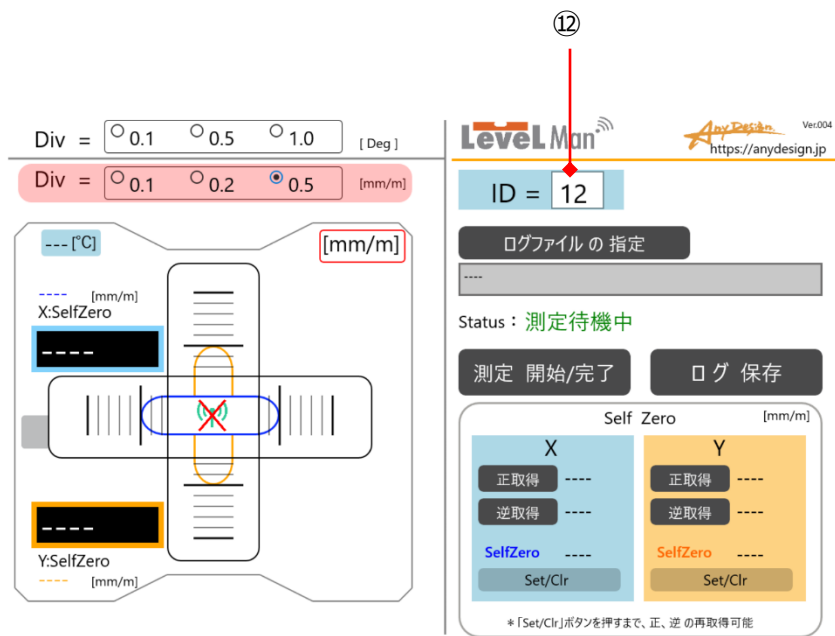 ⑫
Div = 0.1 0.5 1.0 [ Deg ]
Div = 0.1 0.2 0.5 [mm/m]
---[℃]
[mm/m]
---- [mm/m]
X:SelfZero
----
----
Y:SelfZero
---- [mm/m]
LeveL Man
AnyDesign
Ver.004
https://anydesign.jp
ID = 12
ログファイル の 指定
----
Status : 測定待機中
測定 開始/完了
ログ 保存
Self Zero [mm/m]
X
正取得 ----
逆取得 ----
SelfZero ----
Set/Clr
Y
正取得 ----
逆取得 ----
SelfZero ----
Set/Clr
*「Set/Clr」ボタンを押すまで、正、逆 の再取得可能